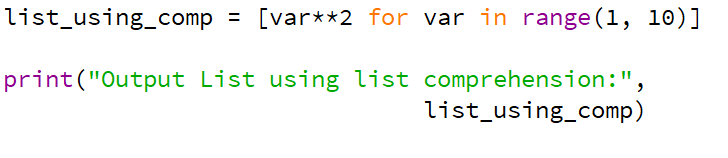 list_using_comp = [var**2 for var in range(1, 10)]
print("Output List using list comprehension:",
list_using_comp)